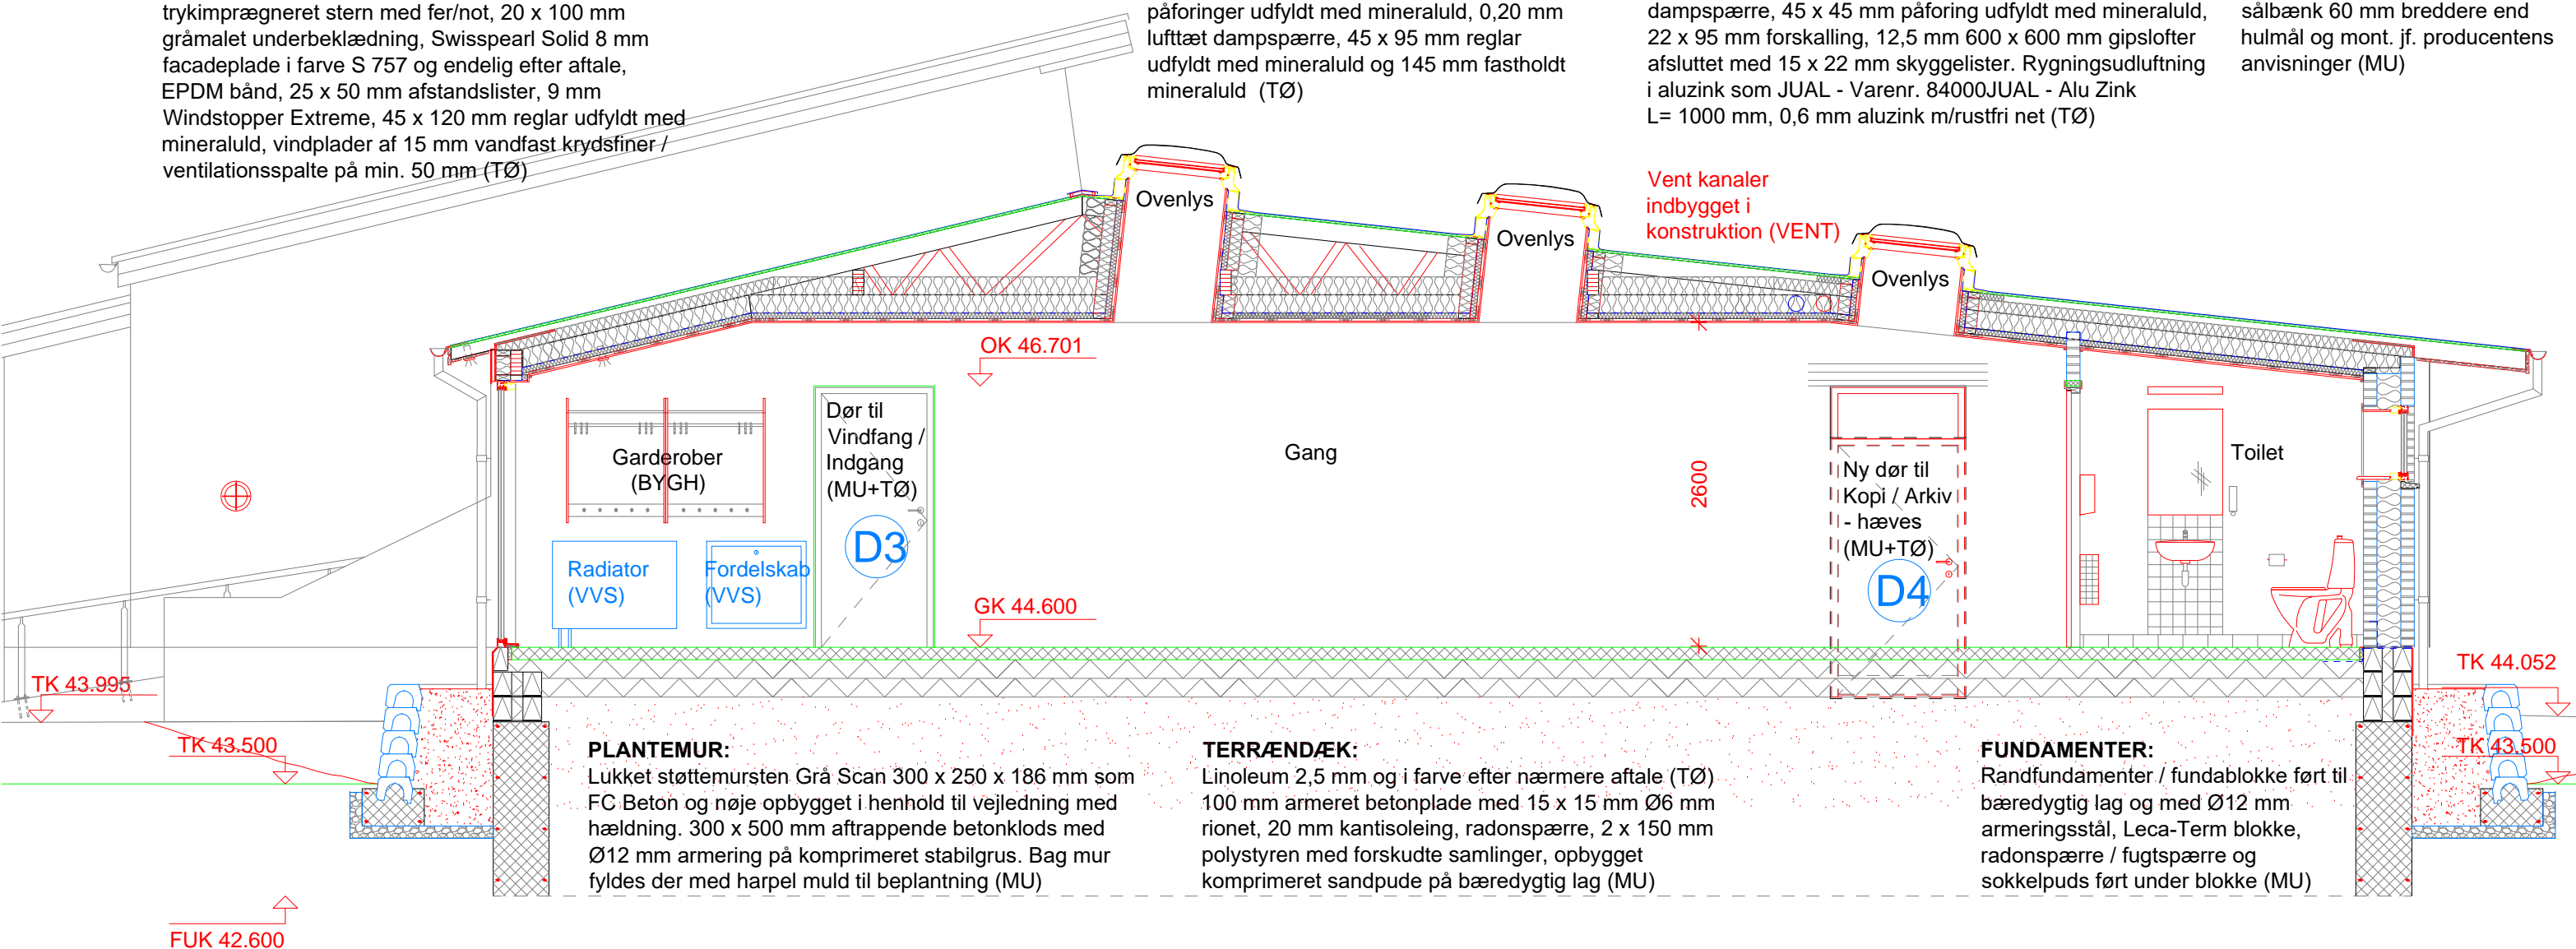 trykimprægneret stern med fer/not, 20 x 100 mm
gråmalet underbeklædning, Swisspearl Solid 8 mm
facadeplade i farve S 757 og endelig efter aftale,
EPDM bånd, 25 x 50 mm afstandslister, 9 mm
Windstopper Extreme, 45 x 120 mm reglar udfyldt med
mineraluld, vindplader af 15 mm vandfast krydsfiner /
ventilationsspalte på min. 50 mm (TØ)
påforinger udfyldt med mineraluld, 0,20 mm
lufttæt dampspærre, 45 x 95 mm reglar
udfyldt med mineraluld og 145 mm fastholdt
mineraluld  (TØ)
dampspærre, 45 x 45 mm påforing udfyldt med mineraluld,
22 x 95 mm forskalling, 12,5 mm 600 x 600 mm gipslofter
afsluttet med 15 x 22 mm skyggelister. Rygningsudluftning
i aluzink som JUAL - Varenr. 84000JUAL - Alu Zink
L= 1000 mm, 0,6 mm aluzink m/rustfri net (TØ)
sålbænk 60 mm breddere end
hulmål og mont. jf. producentens
anvisninger (MU)
Vent kanaler
indbygget i
konstruktion (VENT)
Ovenlys
Ovenlys
Ovenlys
OK 46.701
Garderober
(BYGH)
Dør til
Vindfang /
Indgang
(MU+TØ)
D3
Radiator
(VVS)
Fordelskab
(VVS)
GK 44.600
Gang
2600
Ny dør til
Kopi / Arkiv
- hæves
(MU+TØ)
D4
Toilet
TK 43.995
TK 43.500
TK 44.052
TK 43.500
PLANTEMUR:
Lukket støttemursten Grå Scan 300 x 250 x 186 mm som
FC Beton og nøje opbygget i henhold til vejledning med
hældning. 300 x 500 mm aftrappende betonklods med
Ø12 mm armering på komprimeret stabilgrus. Bag mur
fyldes der med harpel muld til beplantning (MU)
TERRÆNDÆK:
Linoleum 2,5 mm og i farve efter nærmere aftale (TØ)
100 mm armeret betonplade med 15 x 15 mm Ø6 mm
rionet, 20 mm kantisoleing, radonspærre, 2 x 150 mm
polystyren med forskudte samlinger, opbygget
komprimeret sandpude på bæredygtig lag (MU)
FUNDAMENTER:
Randfundamenter / fundablokke ført til
bæredygtig lag og med Ø12 mm
armeringsstål, Leca-Term blokke,
radonspærre / fugtspærre og
sokkelpuds ført under blokke (MU)
FUK 42.600